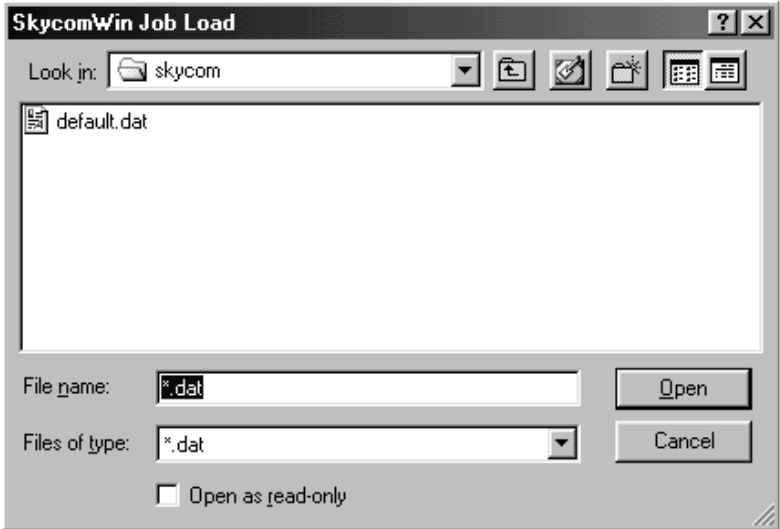 SkycomWin Job Load
Look in: skycom
default.dat
File name: *.dat Open
Files of type: *.dat Cancel
Open as read-only